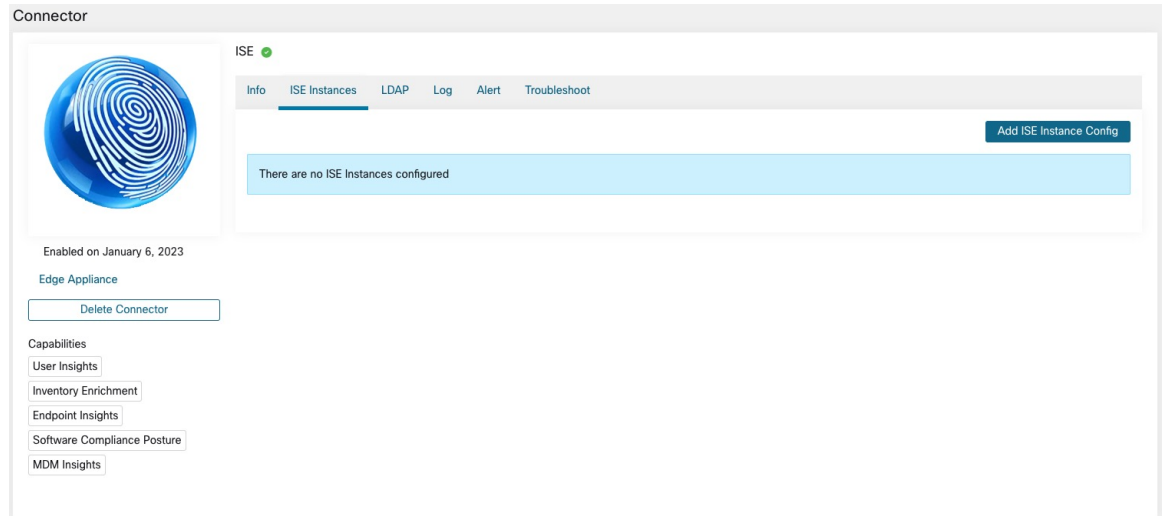 Connector
ISE
Info ISE Instances LDAP Log Alert Troubleshoot
Add ISE Instance Config
There are no ISE Instances configured
Enabled on January 6, 2023
Edge Appliance
Delete Connector
Capabilities
User Insights
Inventory Enrichment
Endpoint Insights
Software Compliance Posture
MDM Insights